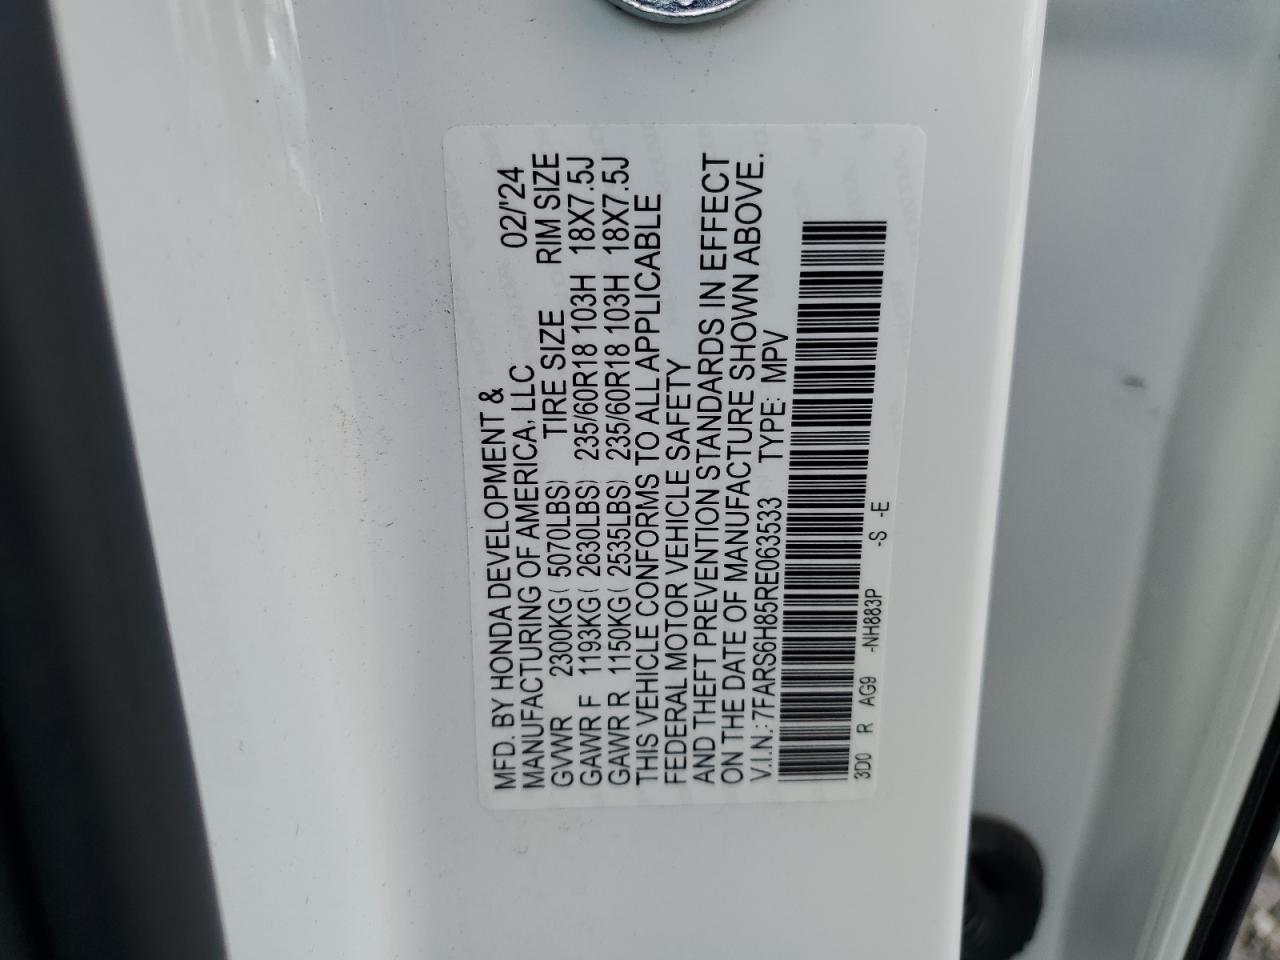 MFD. BY HONDA DEVELOPMENT &
MANUFACTURING OF AMERICA, LLC 02/'24
GVWR 2300KG( 5070LBS) TIRE SIZE RIM SIZE
GAWR F 1193KG( 2630LBS) 235/60R18 103H 18X7.5J
GAWR R 1150KG( 2535LBS) 235/60R18 103H 18X7.5J
THIS VEHICLE CONFORMS TO ALL APPLICABLE
FEDERAL MOTOR VEHICLE SAFETY
AND THEFT PREVENTION STANDARDS IN EFFECT
ON THE DATE OF MANUFACTURE SHOWN ABOVE.
V.I.N.: 7FARS6H85RE063533 TYPE: MPV
3D0 R AG9 -NH883P -S -E